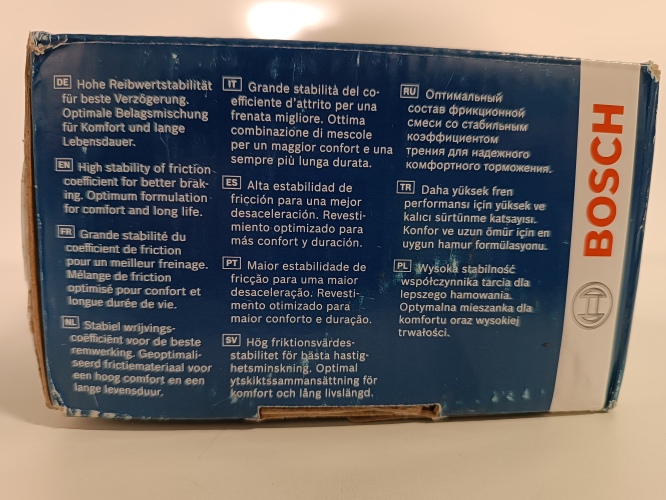 DE Hohe Reibwertstabilität
für beste Verzögerung.
Optimale Belagsmischung
für Komfort und lange
Lebensdauer.
EN High stability of friction
coefficient for better brak-
ing. Optimum formulation
for comfort and long life.
FR Grande stabilité du
coefficient de friction
pour un meilleur freinage.
Mélange de friction
optimisé pour confort et
longue durée de vie.
NL Stabiel wrijvings-
coëfficiënt voor de beste
remwerking. Geoptimali-
seerd frictiemateriaal voor
een hoog comfort en een
lange levensduur.
IT Grande stabilità del co-
efficiente d'attrito per una
frenata migliore. Ottima
combinazione di mescole
per un maggior confort e una
sempre più lunga durata.
ES Alta estabilidad de
fricción para una mejor
desaceleración. Revesti-
miento optimizado para
más confort y duración.
PT Maior estabilidade de
fricção para uma maior
desaceleração. Revesti-
mento otimizado para
maior conforto e duração.
SV Hög friktionsvärdes-
stabilitet för bästa hastig-
hetsminskning. Optimal
ytskiktssammansättning för
komfort och lång livslängd.
RU Оптимальный
состав фрикционной
смеси со стабильным
коэффициентом
трения для надежного
комфортного торможения.
TR Daha yüksek fren
performansı için yüksek ve
kalıcı sürtünme katsayısı.
Konfor ve uzun ömür için en
uygun hamur formülasyonu.
PL Wysoka stabilność
współczynnika tarcia dla
lepszego hamowania.
Optymalna mieszanka dla
komfortu oraz wysokiej
trwałości.
BOSCH